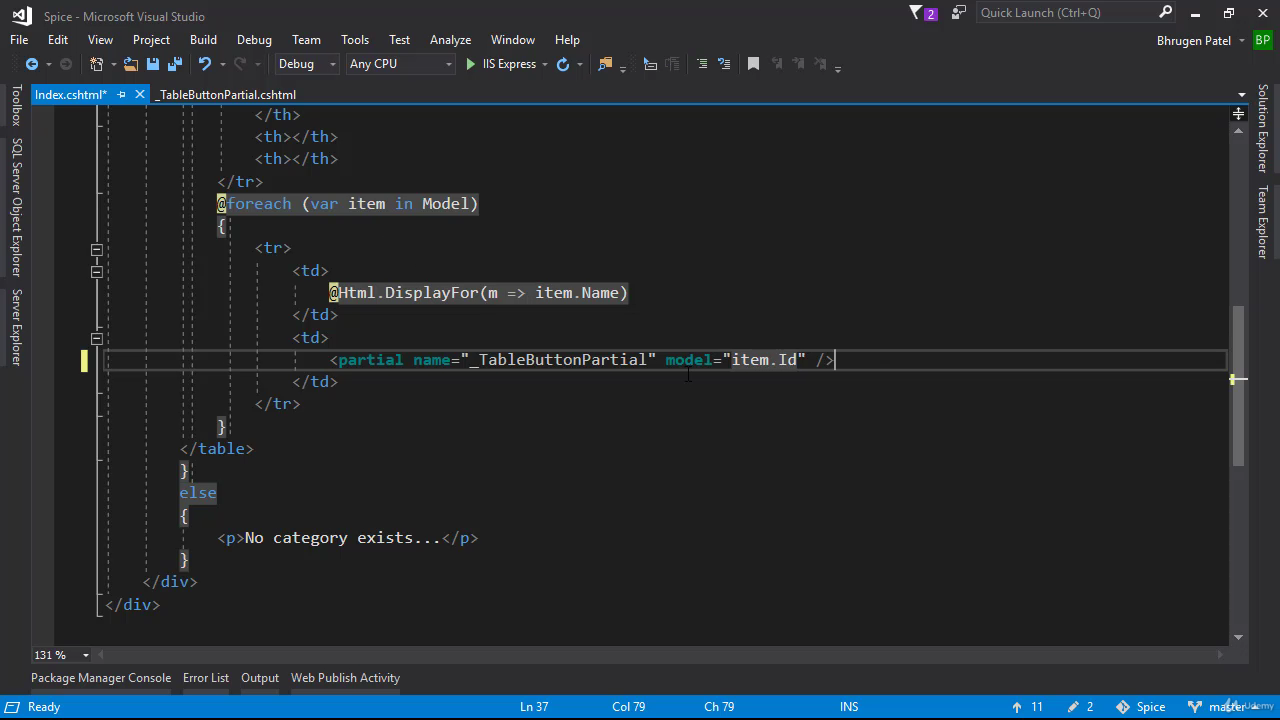 Spice - Microsoft Visual Studio
2
Quick Launch (Ctrl+Q)
File Edit View Project Build Debug Team Tools Test Analyze Window Help
Bhrugen Patel BP
Debug Any CPU IIS Express
Index.cshtml* _TableButtonPartial.cshtml
Toolbox
SQL Server Object Explorer
Server Explorer
Solution Explorer
Team Explorer
</th>
<th></th>
<th></th>
</tr>
@foreach (var item in Model)
{
<tr>
<td>
@Html.DisplayFor(m => item.Name)
</td>
<td>
<partial name="_TableButtonPartial" model="item.Id" />
</td>
</tr>
}
</table>
}
else
{
<p>No category exists...</p>
}
</div>
</div>
131 %
Package Manager Console Error List Output Web Publish Activity
Ready Ln 37 Col 79 Ch 79 INS 11 2 Spice master
Udemy